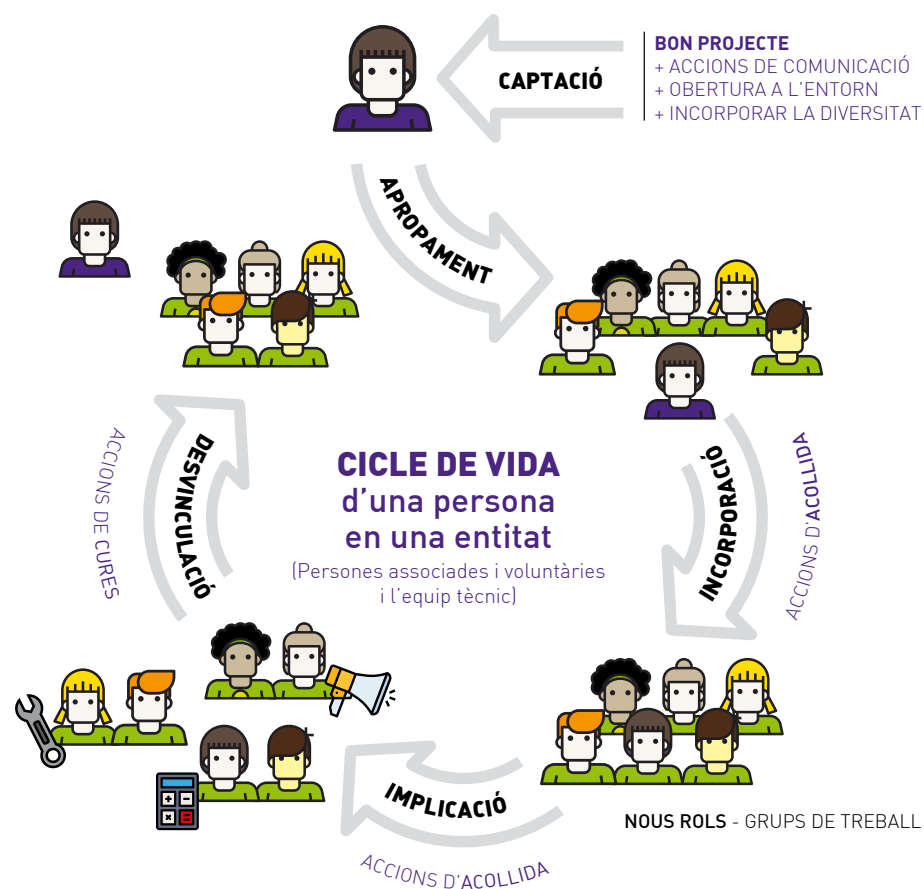 CAPTACIÓ
BON PROJECTE
+ ACCIONS DE COMUNICACIÓ
+ OBERTURA A L'ENTORN
+ INCORPORAR LA DIVERSITAT
APROPAMENT
INCORPORACIÓ
ACCIONS D'ACOLLIDA
CICLE DE VIDA
d'una persona
en una entitat
(Persones associades i voluntàries
i l'equip tècnic)
DESVINCULACIÓ
ACCIONS DE CURES
IMPLICACIÓ
ACCIONS D'ACOLLIDA
NOUS ROLS - GRUPS DE TREBALL